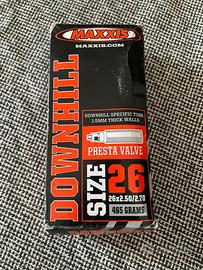 MAXXIS
MAXXIS.COM
DOWNHILL
DOWNHILL SPECIFIC TUBE
1.5MM THICK WALLS
PRESTA VALVE
SIZE 26
26x2.50/2.70
465 GRAMS